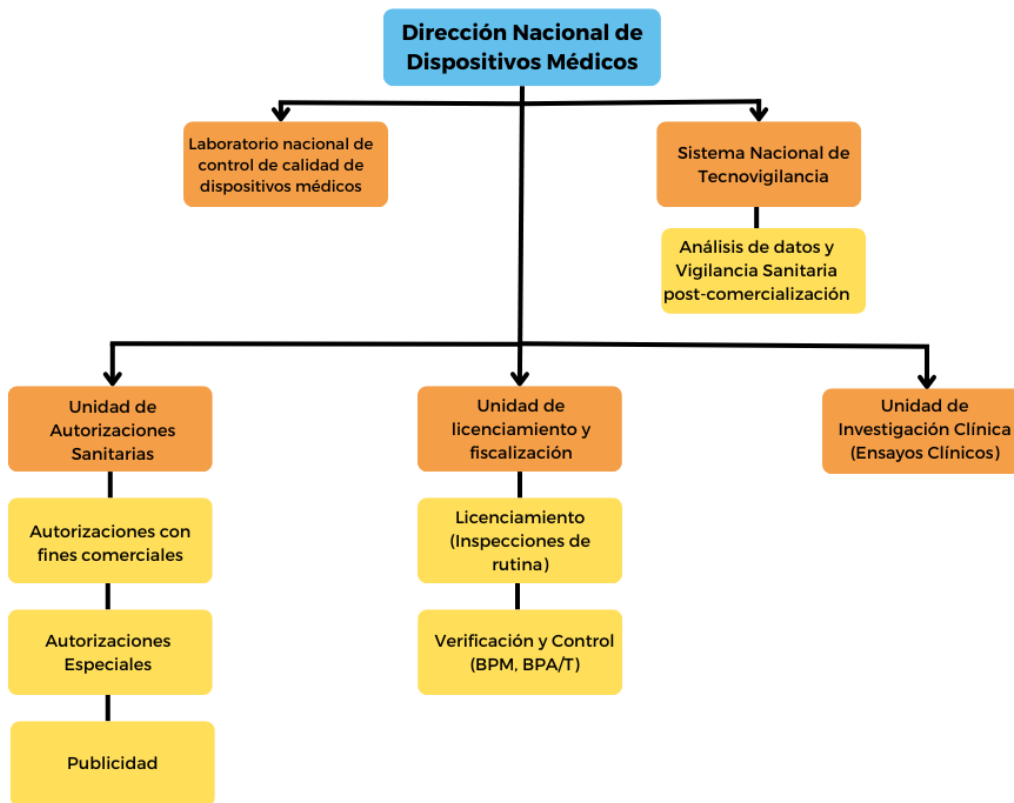 Dirección Nacional de
Dispositivos Médicos
Laboratorio nacional de
control de calidad de
dispositivos médicos
Sistema Nacional de
Tecnovigilancia
Análisis de datos y
Vigilancia Sanitaria
post-comercialización
Unidad de
Autorizaciones
Sanitarias
Unidad de
licenciamiento y
fiscalización
Unidad de
Investigación Clínica
(Ensayos Clínicos)
Autorizaciones con
fines comerciales
Licenciamiento
(Inspecciones de
rutina)
Autorizaciones
Especiales
Verificación y Control
(BPM, BPA/T)
Publicidad